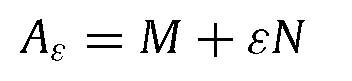 A_ε = M + εN